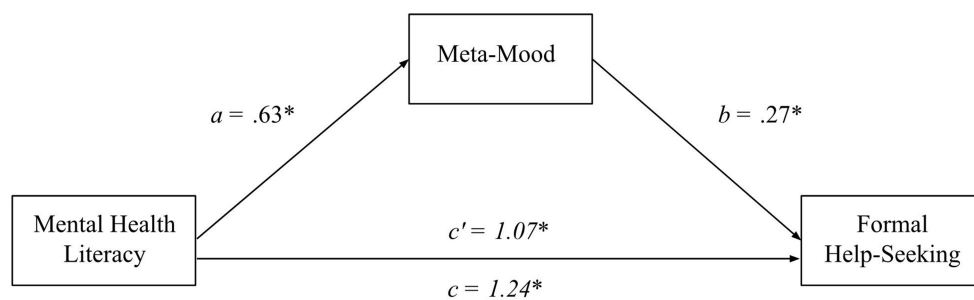 Meta-Mood
a = .63*
b = .27*
Mental Health
Literacy
c' = 1.07*
c = 1.24*
Formal
Help-Seeking